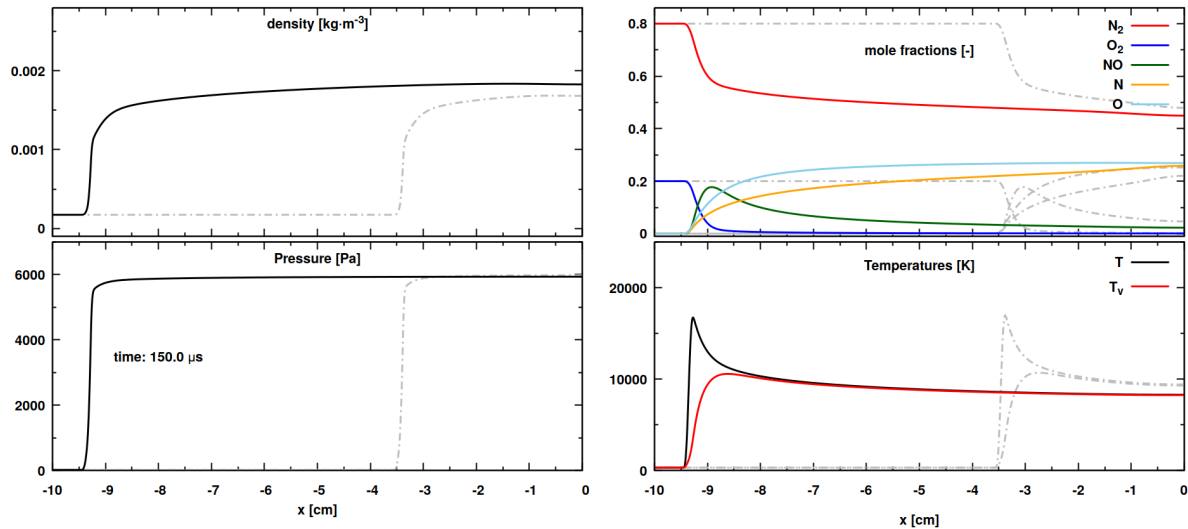 density [kg·m⁻³]
0.002
0.001
0
Pressure [Pa]
6000
4000
2000
0
time: 150.0 μs
-10 -9 -8 -7 -6 -5 -4 -3 -2 -1 0
x [cm]
mole fractions [-]
N₂
O₂
NO
N
O
0.8
0.6
0.4
0.2
0
Temperatures [K]
T
Tᵥ
20000
10000
0
-10 -9 -8 -7 -6 -5 -4 -3 -2 -1 0
x [cm]